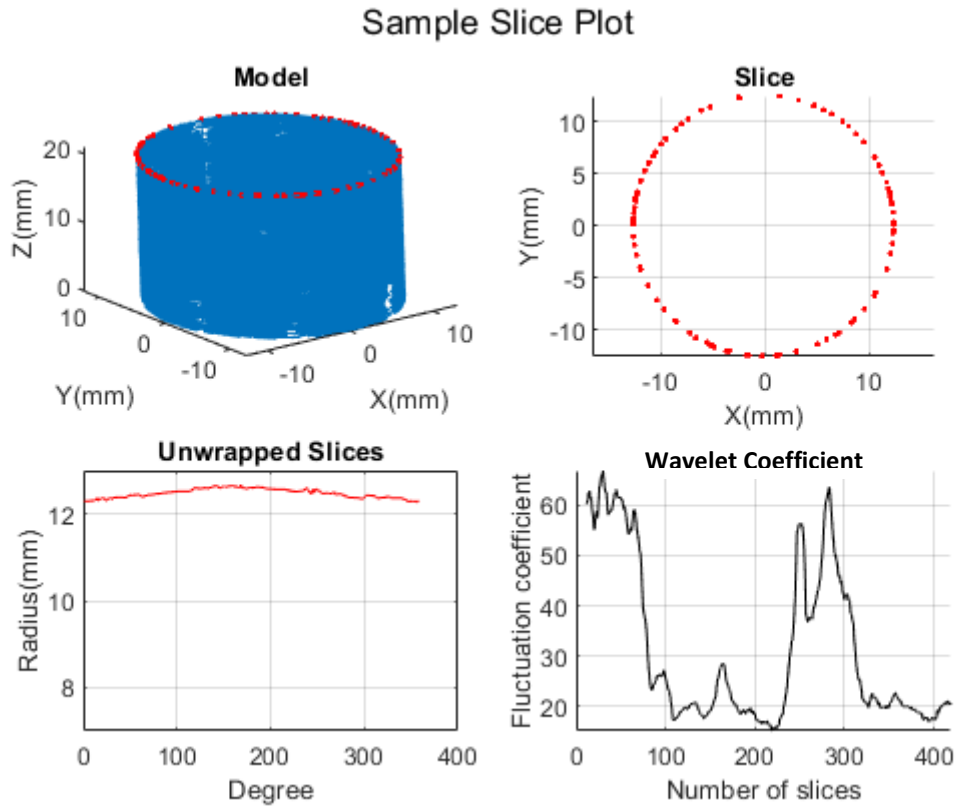 Sample Slice Plot
Model
20
10
0
Z(mm)
10
0
-10
Y(mm)
-10
0
10
X(mm)
Slice
10
5
0
-5
-10
Y(mm)
-10
0
10
X(mm)
Unwrapped Slices
12
10
8
Radius(mm)
0
100
200
300
400
Degree
Wavelet Coefficient
60
50
40
30
20
Fluctuation coefficient
0
100
200
300
400
Number of slices